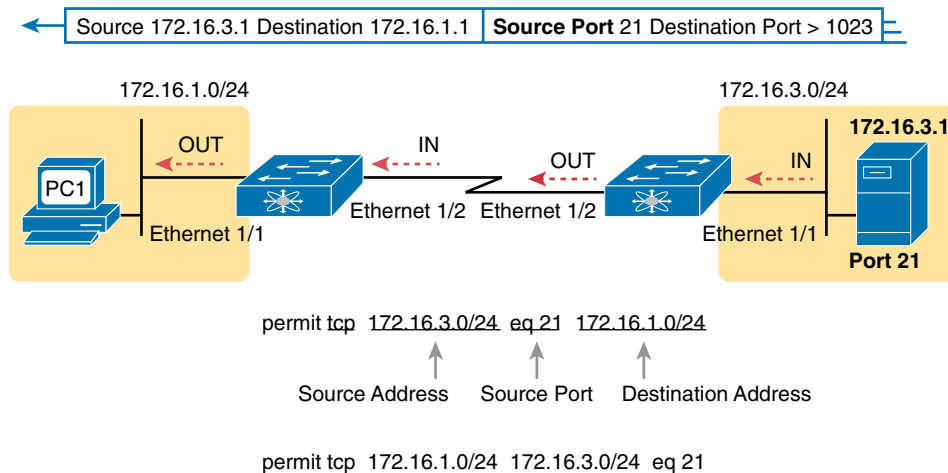 Source 172.16.3.1 Destination 172.16.1.1 Source Port 21 Destination Port > 1023
172.16.1.0/24
172.16.3.0/24
172.16.3.1
OUT
IN
OUT
IN
PC1
Ethernet 1/2
Ethernet 1/2
Ethernet 1/1
Ethernet 1/1
Port 21
permit tcp 172.16.3.0/24 eq 21 172.16.1.0/24
Source Address
Source Port
Destination Address
permit tcp 172.16.1.0/24 172.16.3.0/24 eq 21